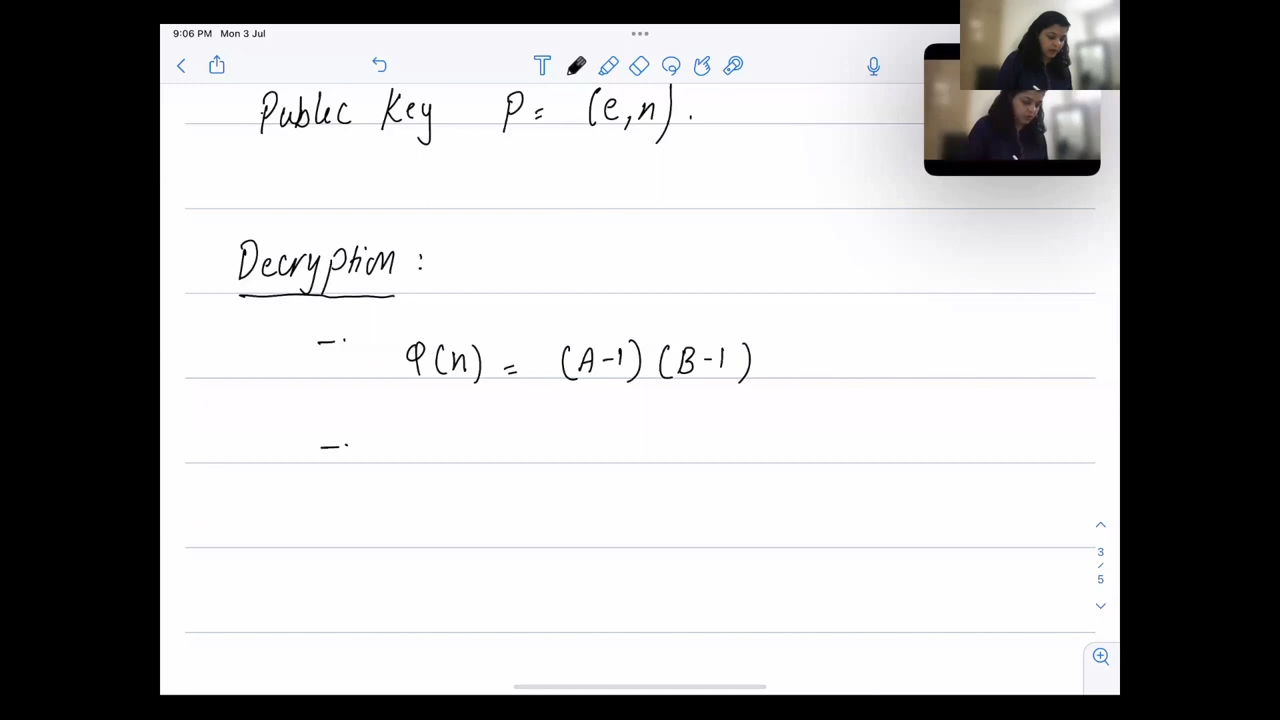 9:06 PM Mon 3 Jul
T
Public Key P = (e, n).
Decryption :
φ(n) = (A-1) (B-1)
3
/
5